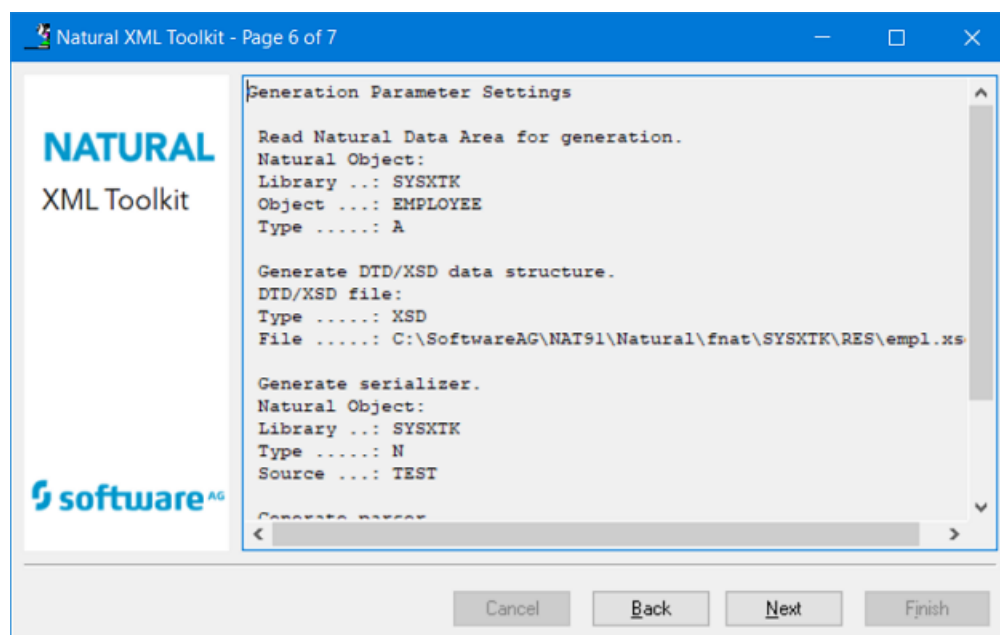 Natural XML Toolkit - Page 6 of 7
NATURAL
XML Toolkit
software AG
Generation Parameter Settings
Read Natural Data Area for generation.
Natural Object:
Library ..: SYSXTK
Object ...: EMPLOYEE
Type .....: A
Generate DTD/XSD data structure.
DTD/XSD file:
Type .....: XSD
File .....: C:\SoftwareAG\NAT91\Natural\fnat\SYSXTK\RES\empl.xs
Generate serializer.
Natural Object:
Library ..: SYSXTK
Type .....: N
Source ...: TEST
Generate parser
Cancel
Back
Next
Finish